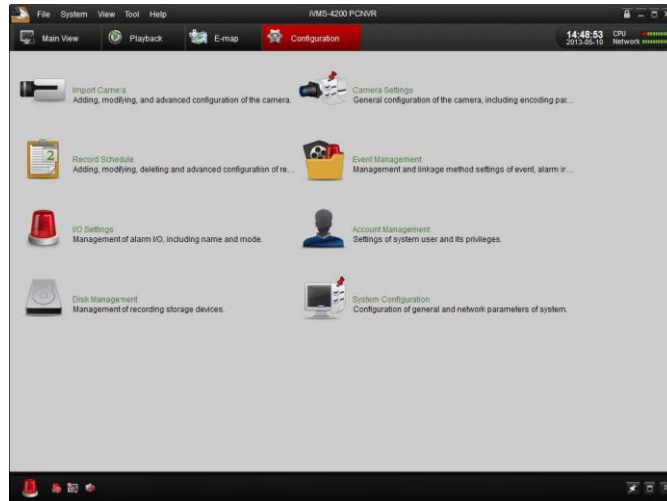 File System View Tool Help
iVMS-4200 PCNVR
Main View
Playback
E-map
Configuration
14:48:53
2013-05-10
CPU
Network
Import Camera
Adding, modifying, and advanced configuration of the camera.
Camera Settings
General configuration of the camera, including encoding par...
Record Schedule
Adding, modifying, deleting and advanced configuration of re...
Event Management
Management and linkage method settings of event, alarm ir...
I/O Settings
Management of alarm I/O, including name and mode.
Account Management
Settings of system user and its privileges.
Disk Management
Management of recording storage devices.
System Configuration
Configuration of general and network parameters of system.
2